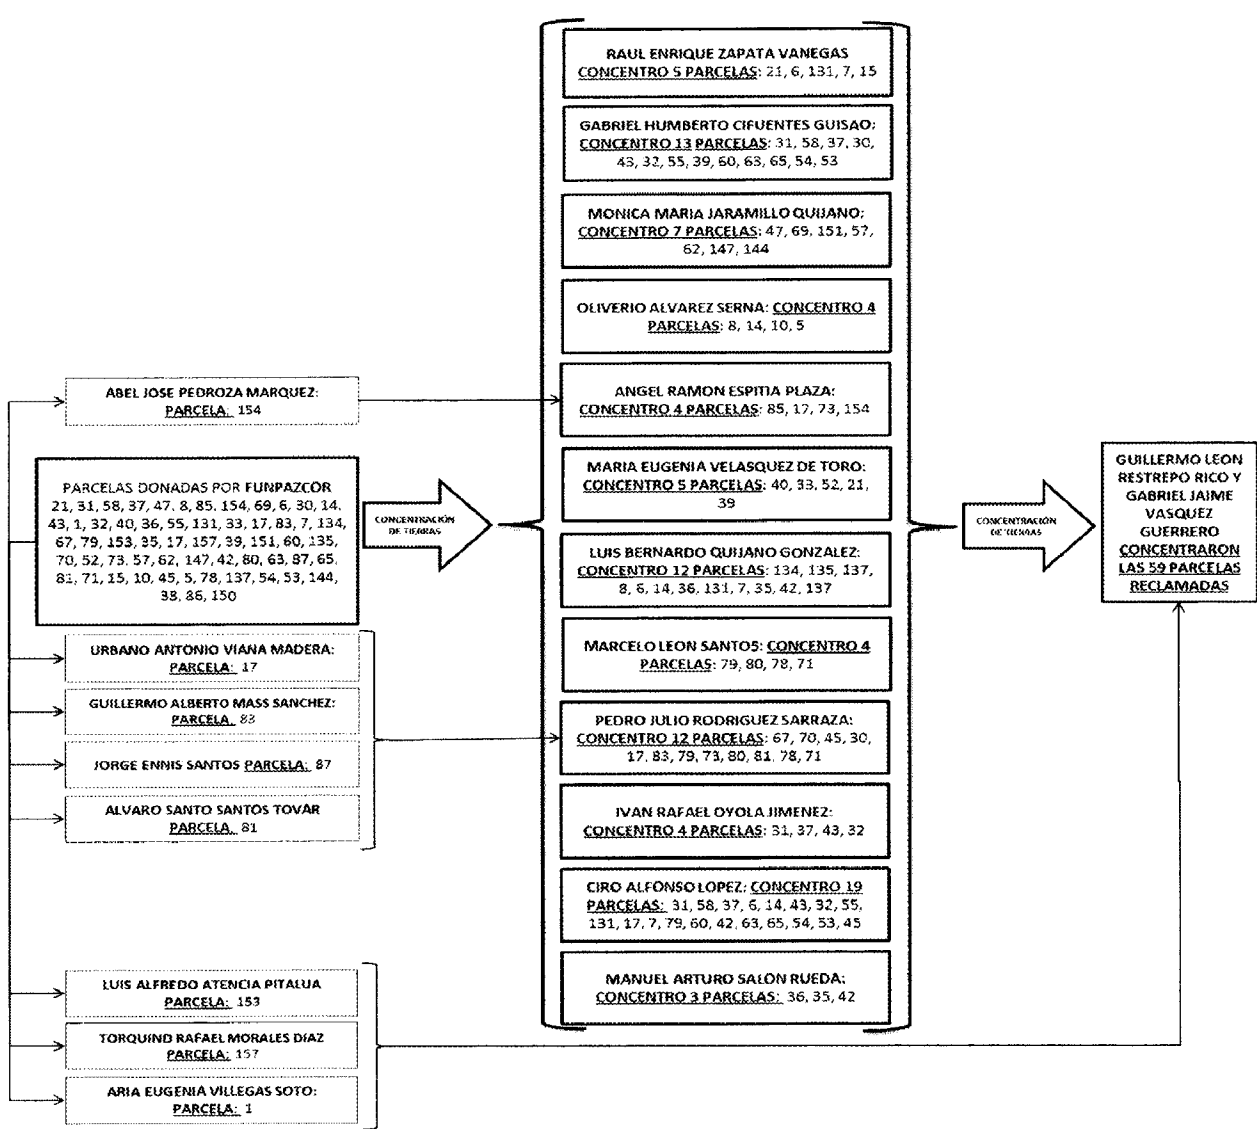 RAUL ENRIQUE ZAPATA VANEGAS
CONCENTRO 5 PARCELAS: 21, 6, 131, 7, 15
GABRIEL HUMBERTO CIFUENTES GUISAO:
CONCENTRO 13 PARCELAS: 31, 58, 37, 30,
43, 32, 55, 39, 60, 63, 65, 54, 53
MONICA MARIA JARAMILLO QUIJANO:
CONCENTRO 7 PARCELAS: 47, 69, 151, 57,
62, 147, 144
OLIVERIO ALVAREZ SERNA: CONCENTRO 4
PARCELAS: 8, 14, 10, 5
ABEL JOSE PEDROZA MARQUEZ:
PARCELA: 154
ANGEL RAMON ESPITIA PLAZA:
CONCENTRO 4 PARCELAS: 85, 17, 73, 154
PARCELAS DONADAS POR FUNPAZCOR
21, 31, 58, 37, 47, 8, 85, 154, 69, 6, 30, 14,
43, 1, 32, 40, 36, 55, 131, 33, 17, 83, 7, 134,
67, 79, 153, 35, 17, 157, 39, 151, 60, 135,
70, 52, 73, 57, 62, 147, 42, 80, 63, 87, 65,
81, 71, 15, 10, 45, 5, 78, 137, 54, 53, 144,
38, 86, 150
CONCENTRACIÓN
DE TIERRAS
MARIA EUGENIA VELASQUEZ DE TORO:
CONCENTRO 5 PARCELAS: 40, 33, 52, 21,
39
LUIS BERNARDO QUIJANO GONZALEZ:
CONCENTRO 12 PARCELAS: 134, 135, 137,
8, 6, 14, 36, 131, 7, 35, 42, 137
CONCENTRACIÓN
DE TIERRAS
GUILLERMO LEON
RESTREPO RICO Y
GABRIEL JAIME
VASQUEZ
GUERRERO
CONCENTRARON
LAS 59 PARCELAS
RECLAMADAS
URBANO ANTONIO VIANA MADERA:
PARCELA: 17
GUILLERMO ALBERTO MASS SANCHEZ:
PARCELA. 83
JORGE ENNIS SANTOS PARCELA: 87
ALVARO SANTO SANTOS TOVAR
PARCELA. 81
MARCELO LEON SANTOS: CONCENTRO 4
PARCELAS: 79, 80, 78, 71
PEDRO JULIO RODRIGUEZ SARRAZA:
CONCENTRO 12 PARCELAS: 67, 70, 45, 30,
17, 83, 79, 73, 80, 81, 78, 71
IVAN RAFAEL OYOLA JIMENEZ:
CONCENTRO 4 PARCELAS: 31, 37, 43, 32
CIRO ALFONSO LOPEZ: CONCENTRO 19
PARCELAS: 31, 58, 37, 6, 14, 43, 32, 55,
131, 17, 7, 79, 60, 42, 63, 65, 54, 53, 45
MANUEL ARTURO SALON RUEDA:
CONCENTRO 3 PARCELAS: 36, 35, 42
LUIS ALFREDO ATENCIA PITALUA
PARCELA: 153
TORQUIND RAFAEL MORALES DIAZ
PARCELA: 157
ARIA EUGENIA VILLEGAS SOTO:
PARCELA: 1